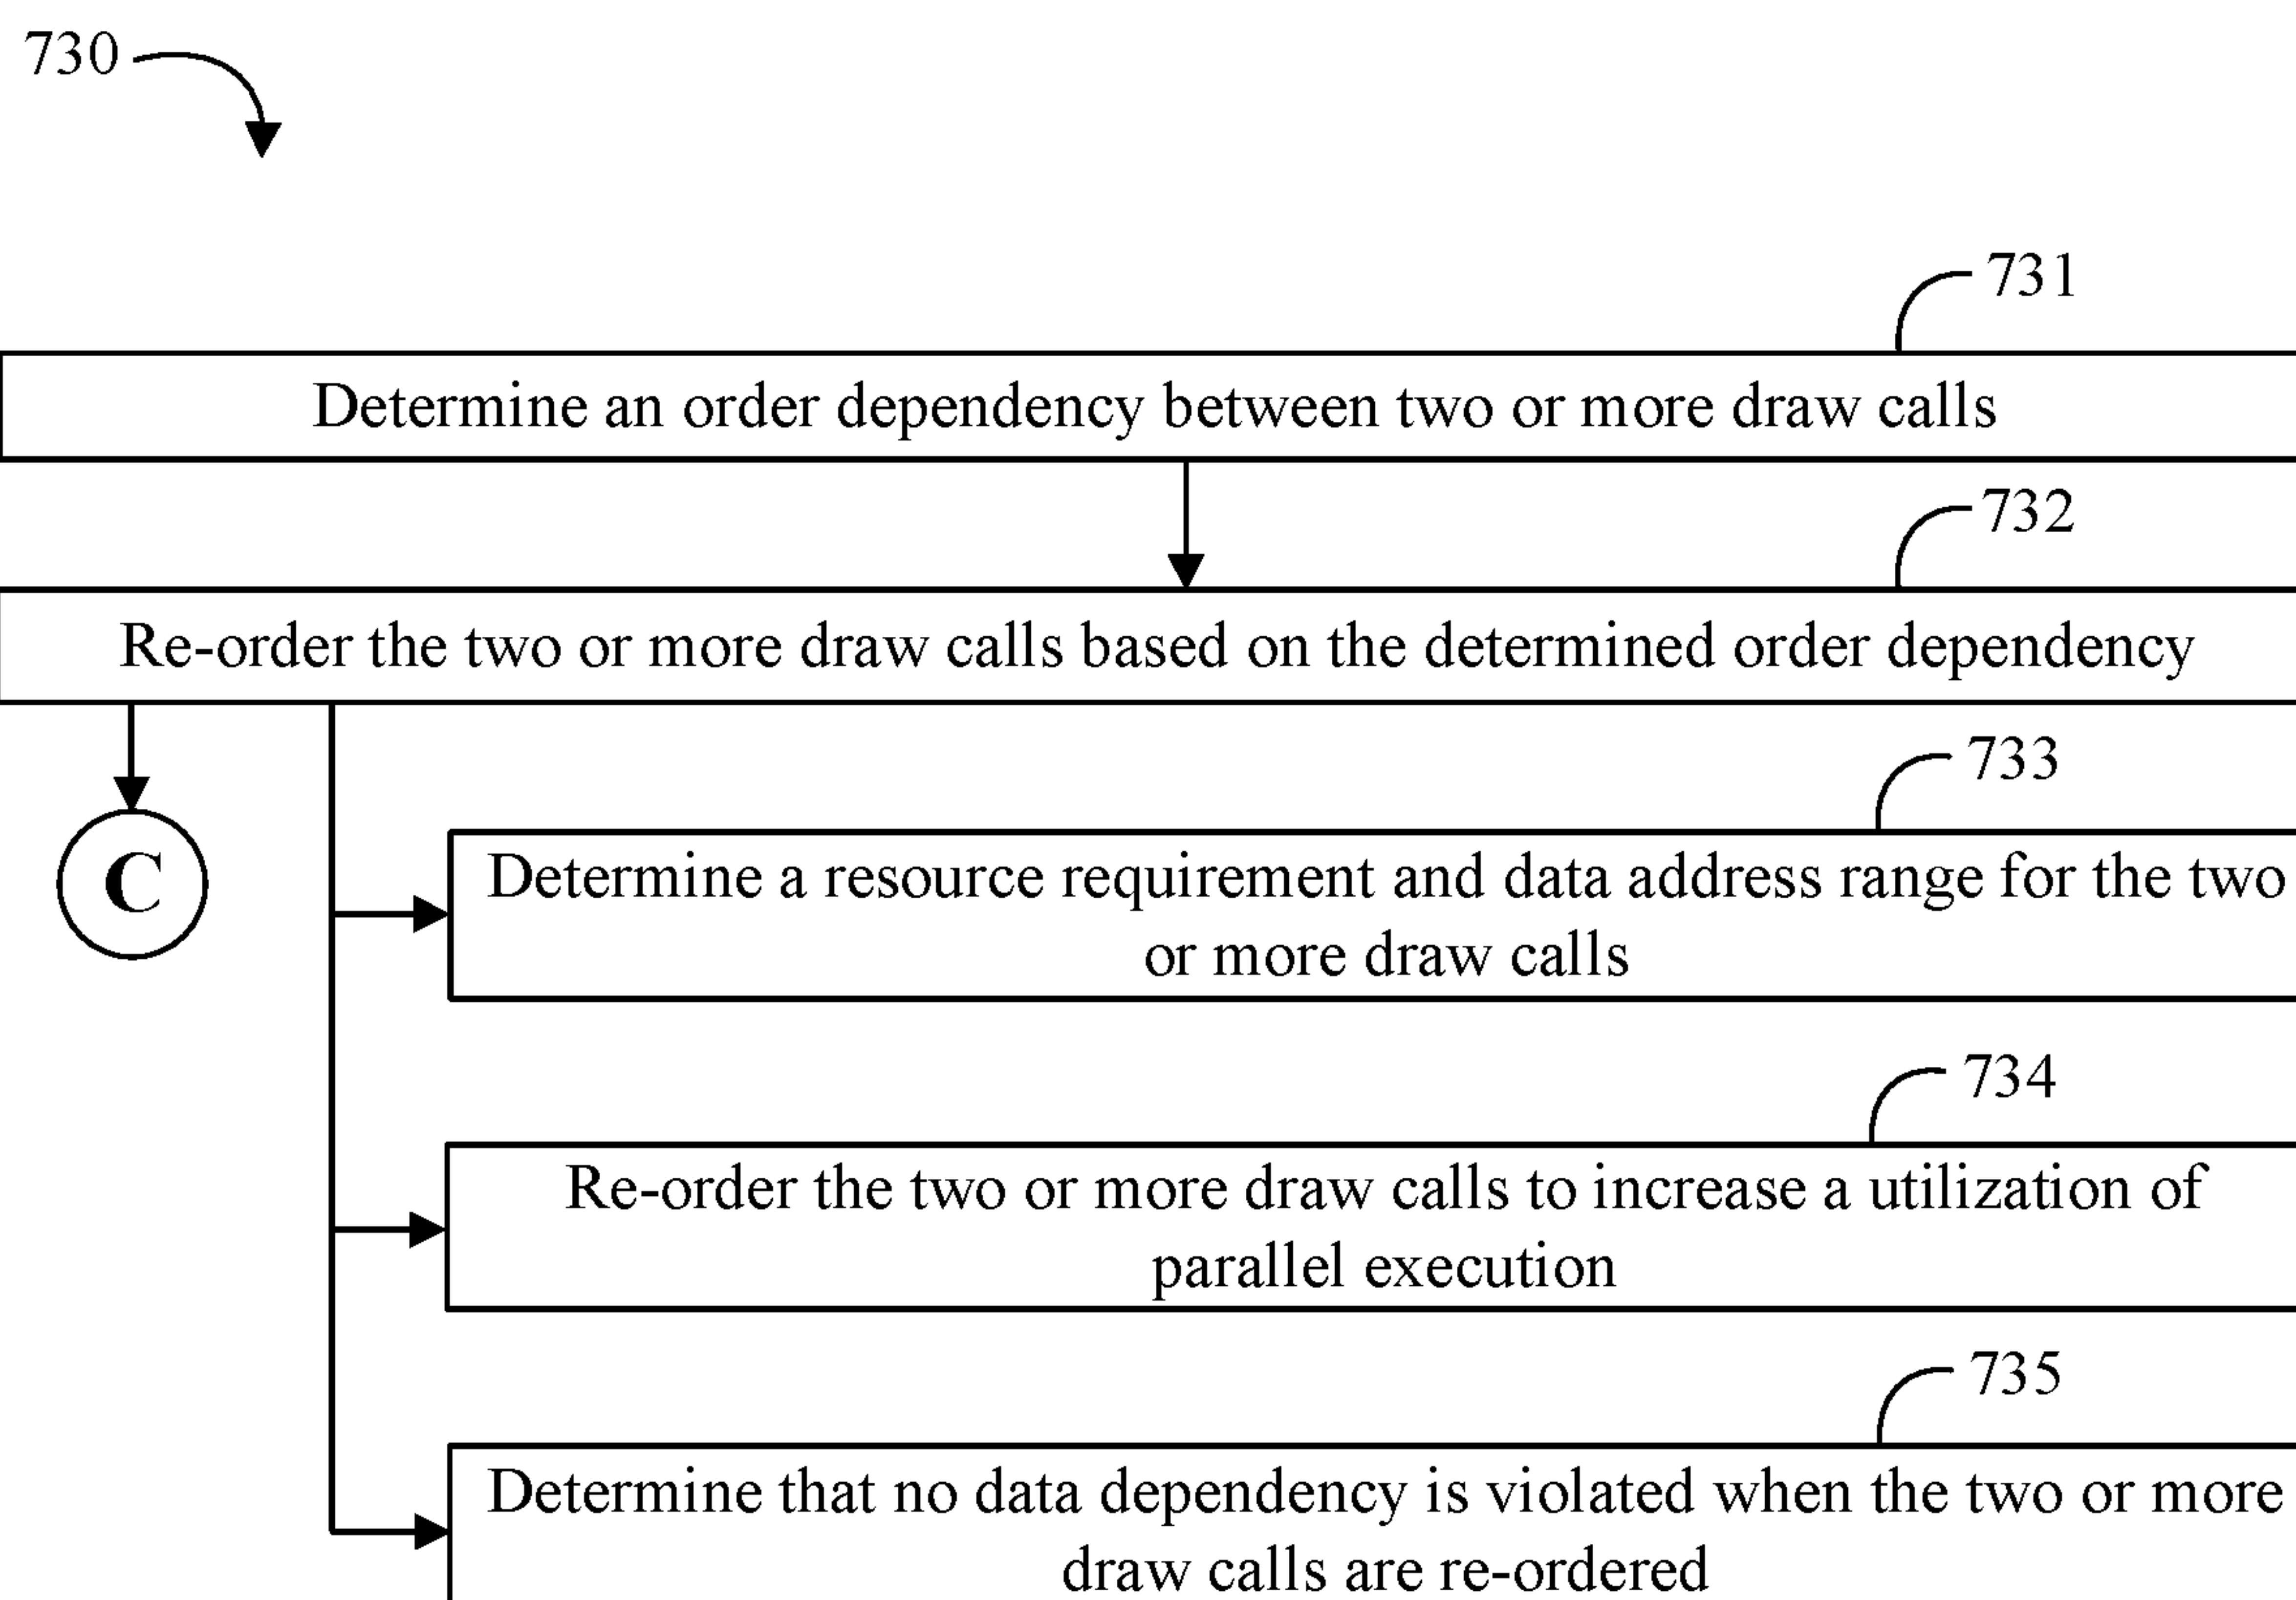 730
731
Determine an order dependency between two or more draw calls
732
Re-order the two or more draw calls based on the determined order dependency
733
C
Determine a resource requirement and data address range for the two
or more draw calls
734
Re-order the two or more draw calls to increase a utilization of
parallel execution
735
Determine that no data dependency is violated when the two or more
draw calls are re-ordered